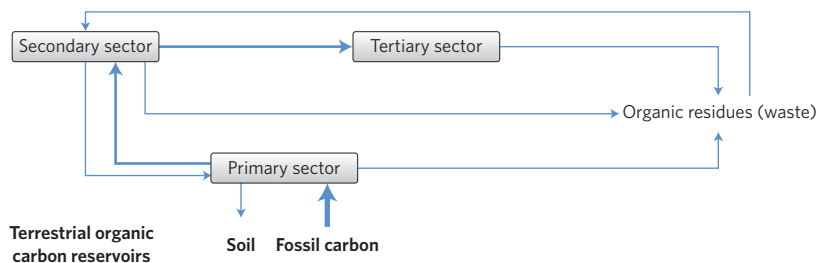 Secondary sector
Tertiary sector
Organic residues (waste)
Primary sector
Terrestrial organic
carbon reservoirs
Soil
Fossil carbon